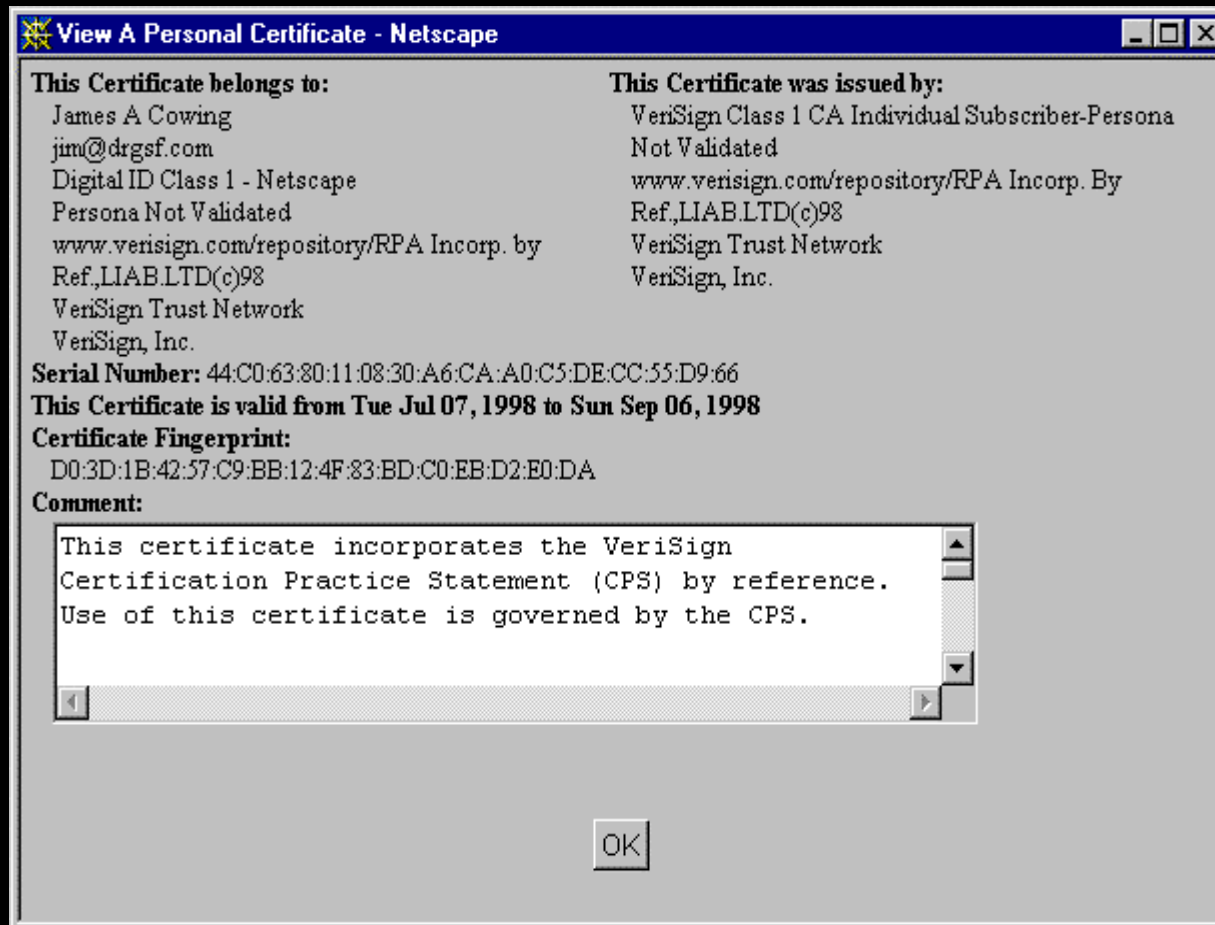 View A Personal Certificate - Netscape
This Certificate belongs to:
James A Cowing
jim@drgsf.com
Digital ID Class 1 - Netscape
Persona Not Validated
www.verisign.com/repository/RPA Incorp. by
Ref.,LIAB.LTD(c)98
VeriSign Trust Network
VeriSign, Inc.
This Certificate was issued by:
VeriSign Class 1 CA Individual Subscriber-Persona
Not Validated
www.verisign.com/repository/RPA Incorp. By
Ref.,LIAB.LTD(c)98
VeriSign Trust Network
VeriSign, Inc.
Serial Number: 44:C0:63:80:11:08:30:A6:CA:A0:C5:DE:CC:55:D9:66
This Certificate is valid from Tue Jul 07, 1998 to Sun Sep 06, 1998
Certificate Fingerprint:
D0:3D:1B:42:57:C9:BB:12:4F:83:BD:C0:EB:D2:E0:DA
Comment:
This certificate incorporates the VeriSign
Certification Practice Statement (CPS) by reference.
Use of this certificate is governed by the CPS.
OK